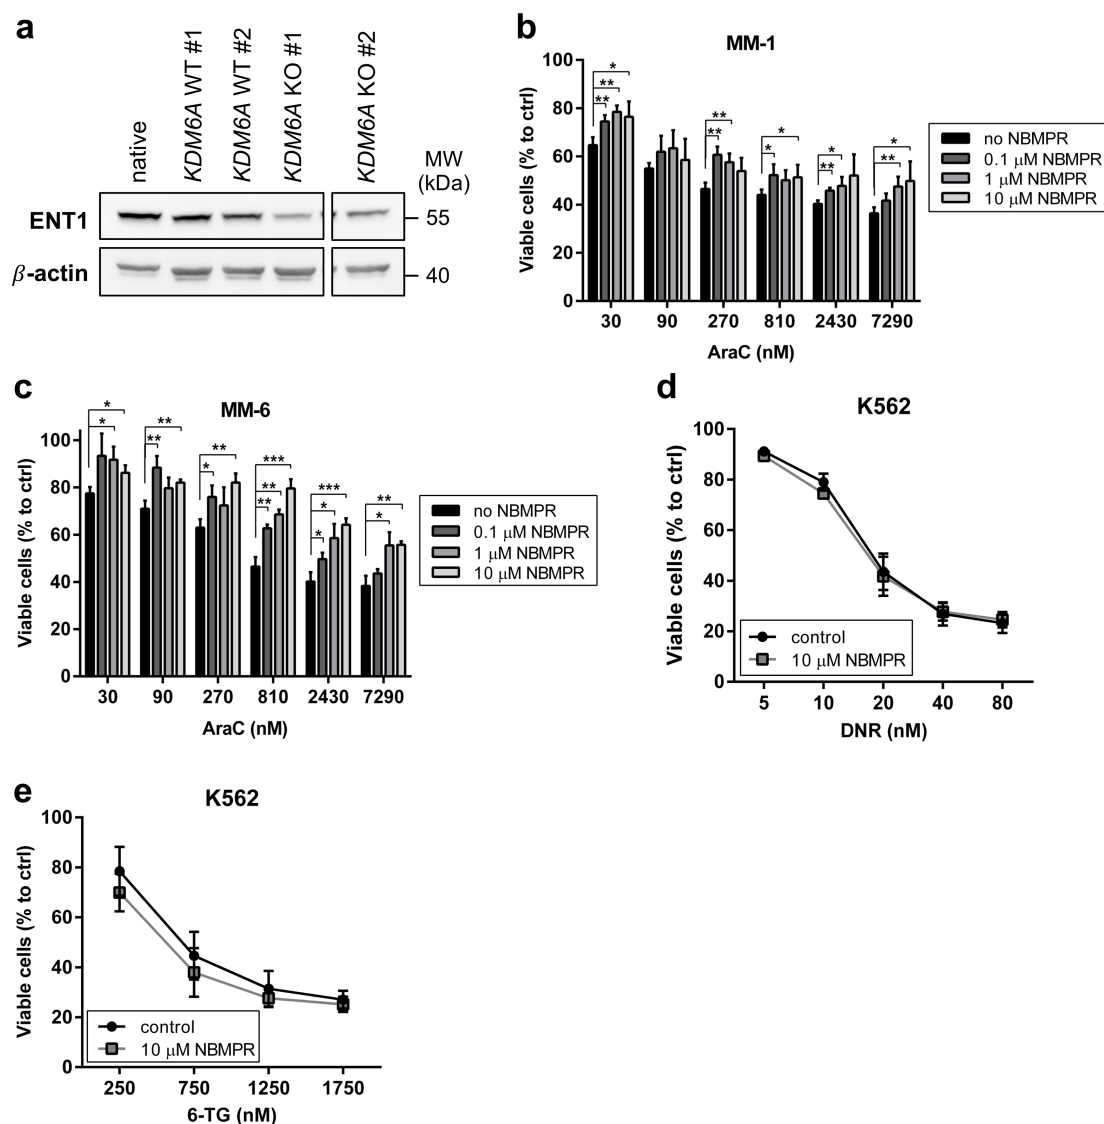 a
native
KDM6A WT #1
KDM6A WT #2
KDM6A KO #1
KDM6A KO #2
MW
(kDa)
ENT1
55
β-actin
40
b
MM-1
Viable cells (% to ctrl)
100
80
60
40
20
0
*
**
**
**
**
*
*
*
**
*
**
30 90 270 810 2430 7290
AraC (nM)
no NBMPR
0.1 μM NBMPR
1 μM NBMPR
10 μM NBMPR
c
MM-6
Viable cells (% to ctrl)
100
80
60
40
20
0
*
*
**
**
**
*
***
**
**
***
*
*
**
*
30 90 270 810 2430 7290
AraC (nM)
no NBMPR
0.1 μM NBMPR
1 μM NBMPR
10 μM NBMPR
d
K562
Viable cells (% to ctrl)
100
80
60
40
20
0
control
10 μM NBMPR
5 10 20 40 80
DNR (nM)
e
K562
Viable cells (% to ctrl)
100
80
60
40
20
0
control
10 μM NBMPR
250 750 1250 1750
6-TG (nM)